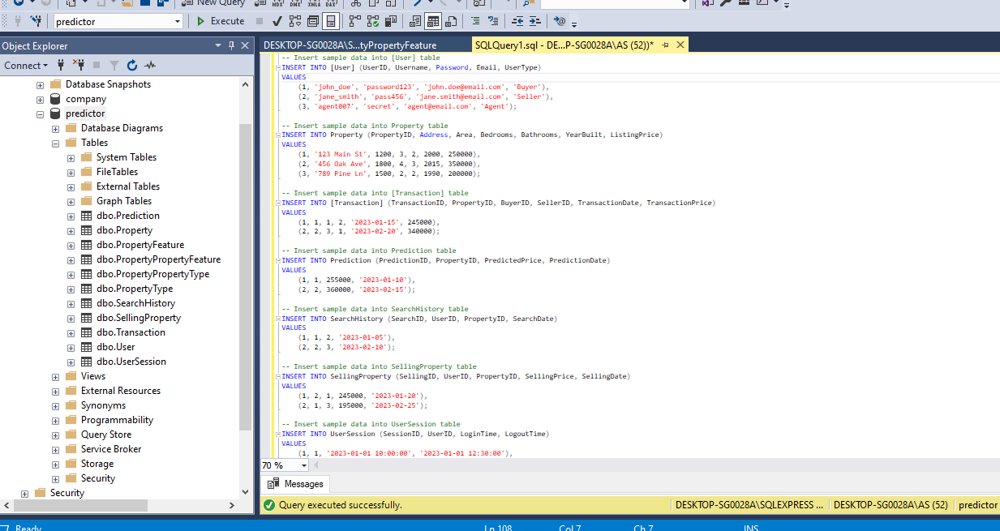 New Query
MDX DMX XMLA DAX
predictor
Execute
Object Explorer
Connect
Database Snapshots
company
predictor
Database Diagrams
Tables
System Tables
FileTables
External Tables
Graph Tables
dbo.Prediction
dbo.Property
dbo.PropertyFeature
dbo.PropertyPropertyFeature
dbo.PropertyPropertyType
dbo.PropertyType
dbo.SearchHistory
dbo.SellingProperty
dbo.Transaction
dbo.User
dbo.UserSession
Views
External Resources
Synonyms
Programmability
Query Store
Service Broker
Storage
Security
Security
DESKTOP-SG0028A\S...tyPropertyFeature
SQLQuery1.sql - DE...P-SG0028A\AS (52))*
-- Insert sample data into [User] table
INSERT INTO [User] (UserID, Username, Password, Email, UserType)
VALUES
(1, 'john_doe', 'password123', 'john.doe@email.com', 'Buyer'),
(2, 'jane_smith', 'pass456', 'jane.smith@email.com', 'Seller'),
(3, 'agent007', 'secret', 'agent@email.com', 'Agent');
-- Insert sample data into Property table
INSERT INTO Property (PropertyID, Address, Area, Bedrooms, Bathrooms, YearBuilt, ListingPrice)
VALUES
(1, '123 Main St', 1200, 3, 2, 2000, 250000),
(2, '456 Oak Ave', 1800, 4, 3, 2015, 350000),
(3, '789 Pine Ln', 1500, 2, 2, 1990, 200000);
-- Insert sample data into [Transaction] table
INSERT INTO [Transaction] (TransactionID, PropertyID, BuyerID, SellerID, TransactionDate, TransactionPrice)
VALUES
(1, 1, 1, 2, '2023-01-15', 245000),
(2, 2, 3, 1, '2023-02-20', 340000);
-- Insert sample data into Prediction table
INSERT INTO Prediction (PredictionID, PropertyID, PredictedPrice, PredictionDate)
VALUES
(1, 1, 255000, '2023-01-10'),
(2, 2, 360000, '2023-02-15');
-- Insert sample data into SearchHistory table
INSERT INTO SearchHistory (SearchID, UserID, PropertyID, SearchDate)
VALUES
(1, 1, 2, '2023-01-05'),
(2, 2, 3, '2023-02-10');
-- Insert sample data into SellingProperty table
INSERT INTO SellingProperty (SellingID, UserID, PropertyID, SellingPrice, SellingDate)
VALUES
(1, 2, 1, 245000, '2023-01-20'),
(2, 1, 3, 195000, '2023-02-25');
-- Insert sample data into UserSession table
INSERT INTO UserSession (SessionID, UserID, LoginTime, LogoutTime)
VALUES
(1, 1, '2023-01-01 10:00:00', '2023-01-01 12:30:00'),
70 %
Messages
Query executed successfully.
DESKTOP-SG0028A\SQLEXPRESS ...
DESKTOP-SG0028A\AS (52)
predictor
Ready
Ln 108
Col 7
Ch 7
INS